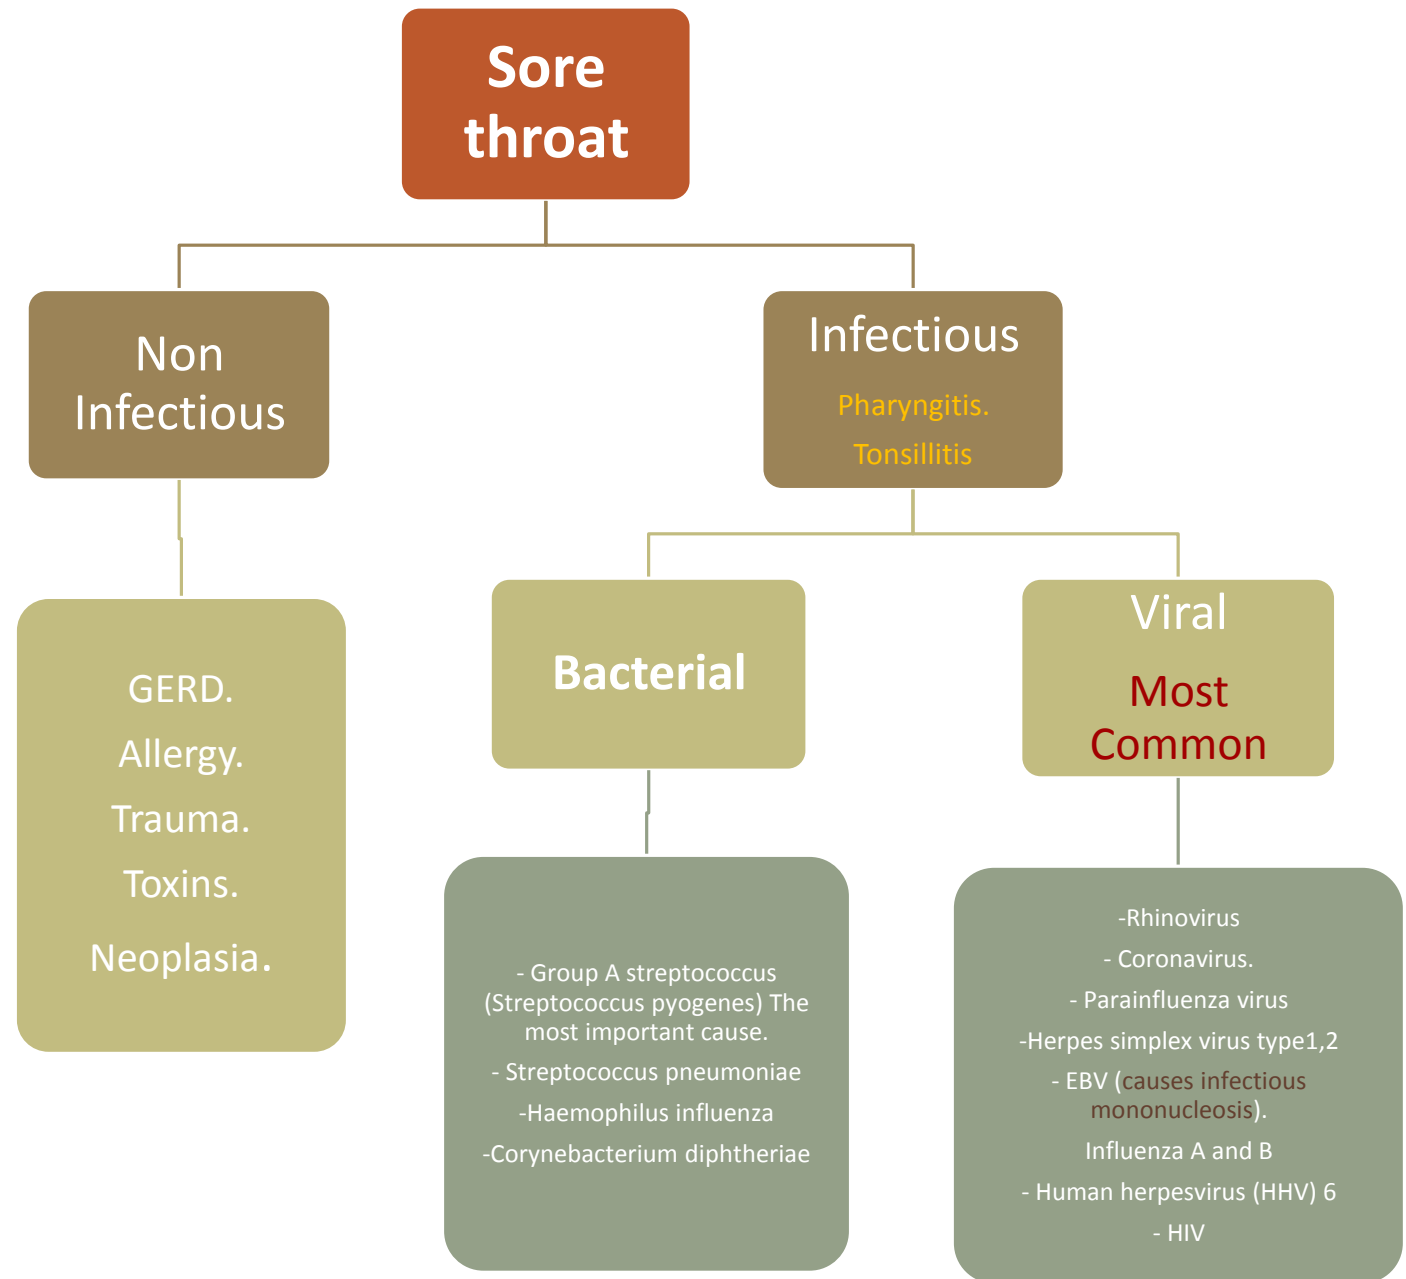 Sore
throat
Non
Infectious
Infectious
Pharyngitis.
Tonsillitis
GERD.
Allergy.
Trauma.
Toxins.
Neoplasia.
Bacterial
Viral
Most
Common
- Group A streptococcus
(Streptococcus pyogenes) The
most important cause.
- Streptococcus pneumoniae
-Haemophilus influenza
-Corynebacterium diphtheriae
-Rhinovirus
- Coronavirus.
- Parainfluenza virus
-Herpes simplex virus type1,2
- EBV (causes infectious
mononucleosis).
Influenza A and B
- Human herpesvirus (HHV) 6
- HIV